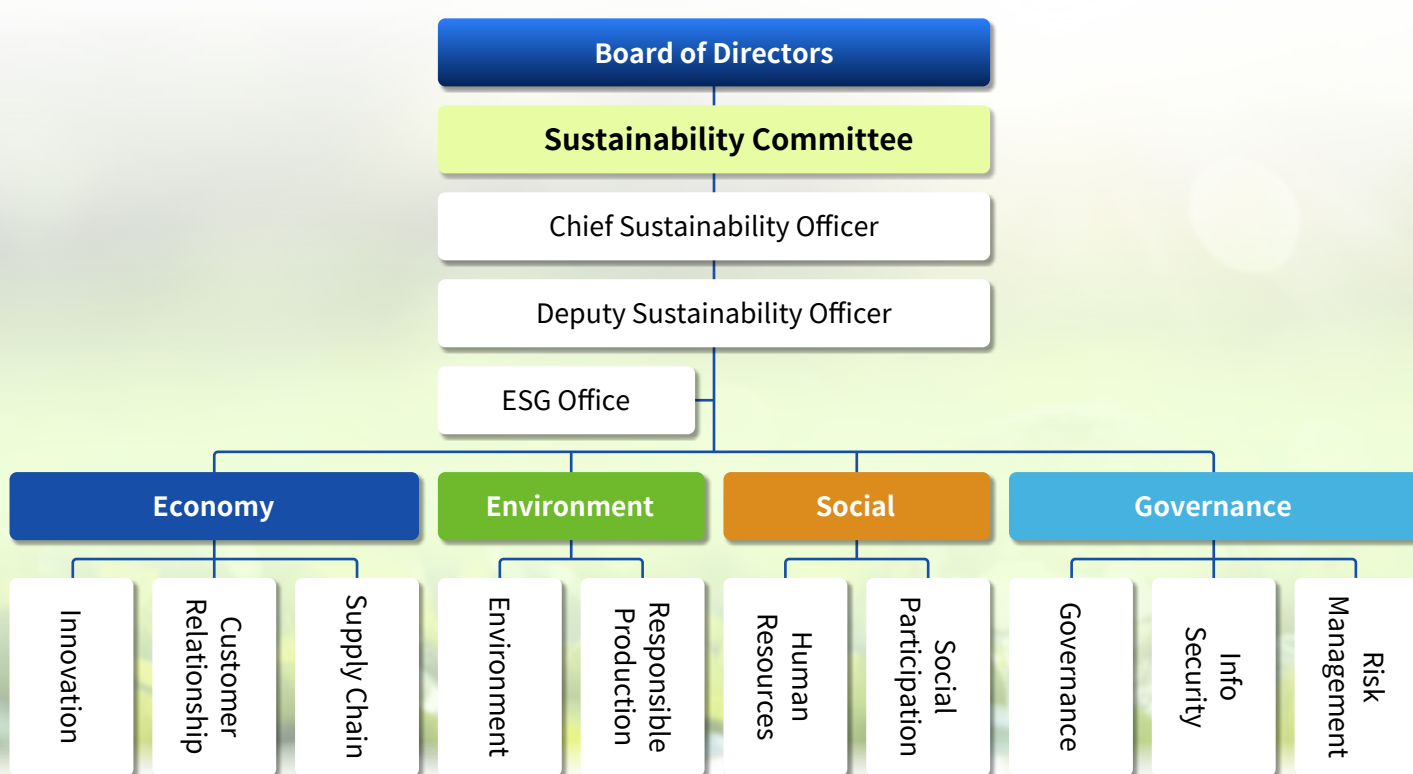 Board of Directors
Sustainability Committee
Chief Sustainability Officer
Deputy Sustainability Officer
ESG Office
Economy
Environment
Social
Governance
Innovation
Customer
Relationship
Supply Chain
Environment
Responsible
Production
Human
Resources
Social
Participation
Governance
Info
Security
Risk
Management